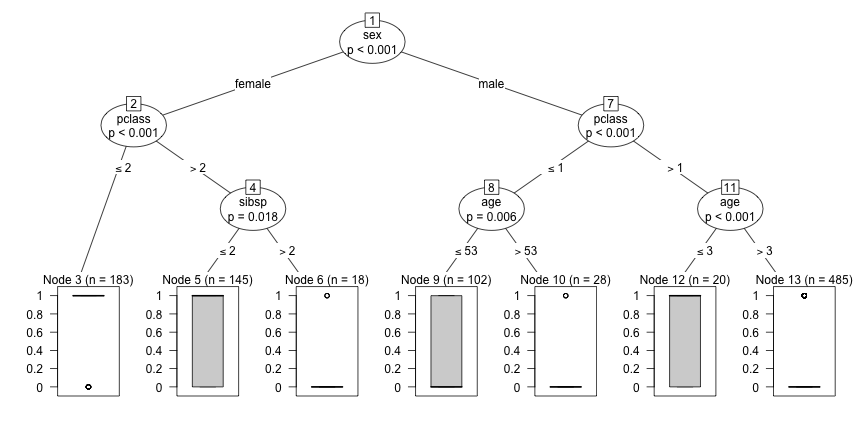 1
sex
p < 0.001
female
male
2
pclass
p < 0.001
7
pclass
p < 0.001
≤ 2
> 2
≤ 1
> 1
4
sibsp
p = 0.018
8
age
p = 0.006
11
age
p < 0.001
≤ 2
> 2
≤ 53
> 53
≤ 3
> 3
Node 3 (n = 183)
Node 5 (n = 145)
Node 6 (n = 18)
Node 9 (n = 102)
Node 10 (n = 28)
Node 12 (n = 20)
Node 13 (n = 485)
1
0.8
0.6
0.4
0.2
0
1
0.8
0.6
0.4
0.2
0
1
0.8
0.6
0.4
0.2
0
1
0.8
0.6
0.4
0.2
0
1
0.8
0.6
0.4
0.2
0
1
0.8
0.6
0.4
0.2
0
1
0.8
0.6
0.4
0.2
0